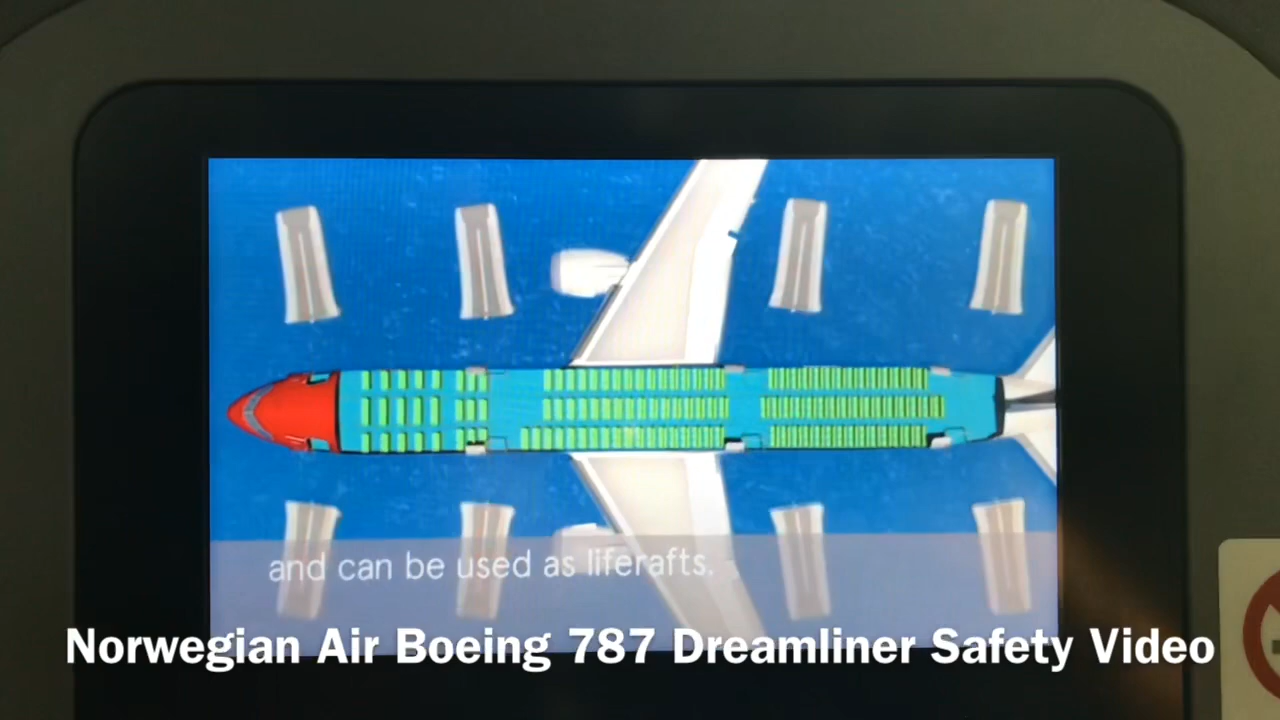 and can be used as liferafts.
Norwegian Air Boeing 787 Dreamliner Safety Video